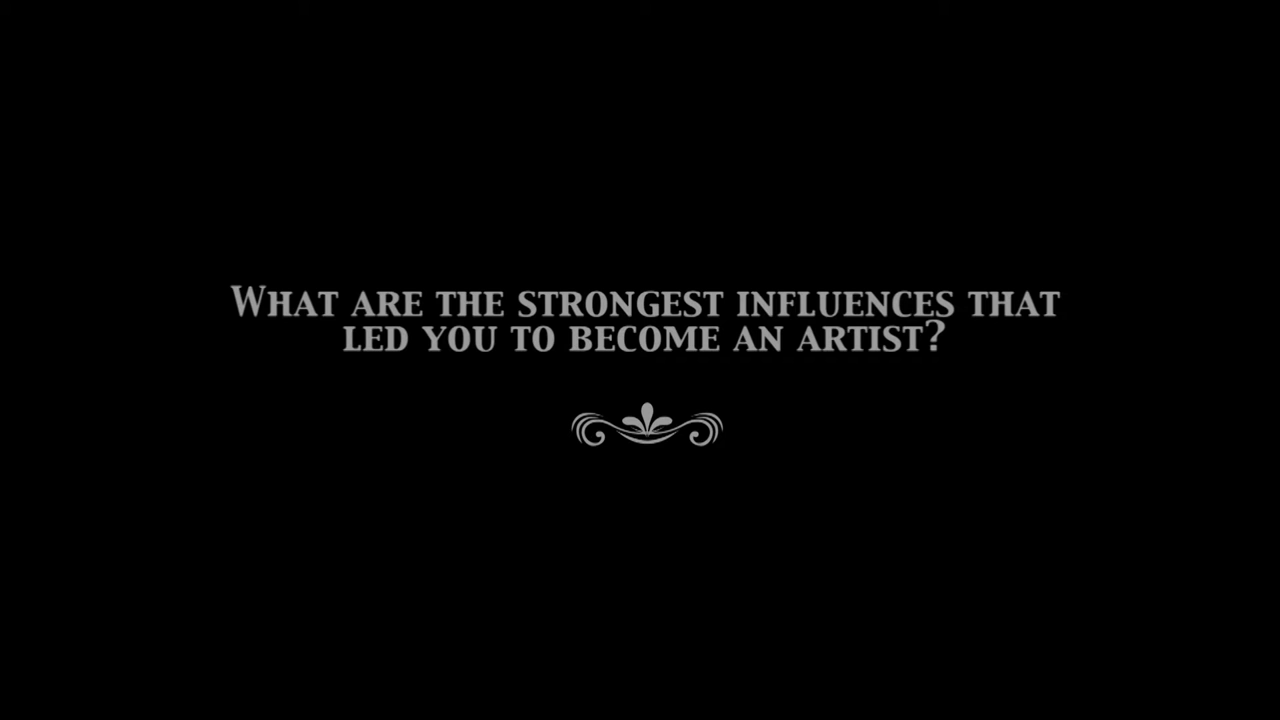 What are the strongest influences that
led you to become an artist?